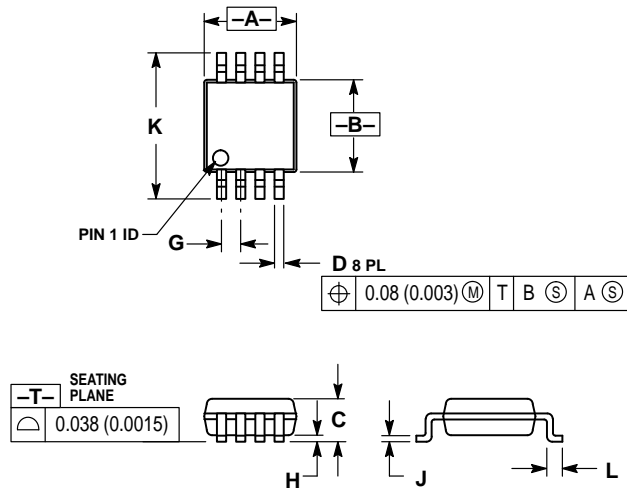 –A–
K
–B–
PIN 1 ID
G
D 8 PL
⌖ 0.08 (0.003) Ⓜ T B Ⓢ A Ⓢ
–T– SEATING
PLANE
⌓ 0.038 (0.0015)
C
H
J
L